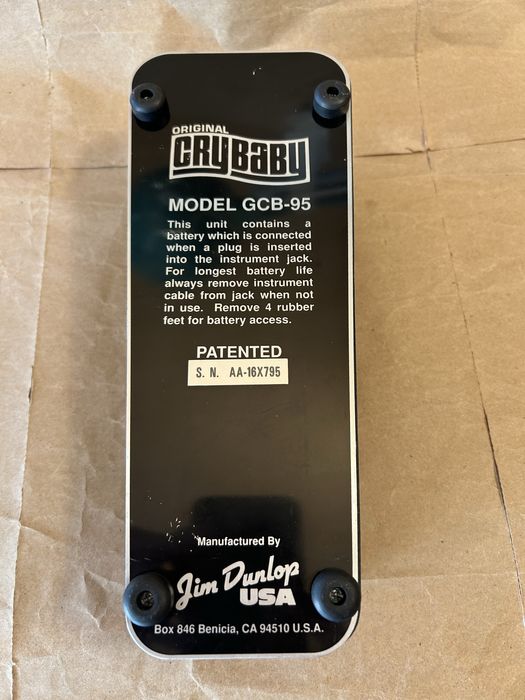 ORIGINAL
CRYBABY
MODEL GCB-95
This unit contains a
battery which is connected
when a plug is inserted
into the instrument jack.
For longest battery life
always remove instrument
cable from jack when not
in use. Remove 4 rubber
feet for battery access.
PATENTED
S. N. AA-16X795
Manufactured By
Jim Dunlop
USA
Box 846 Benicia, CA 94510 U.S.A.